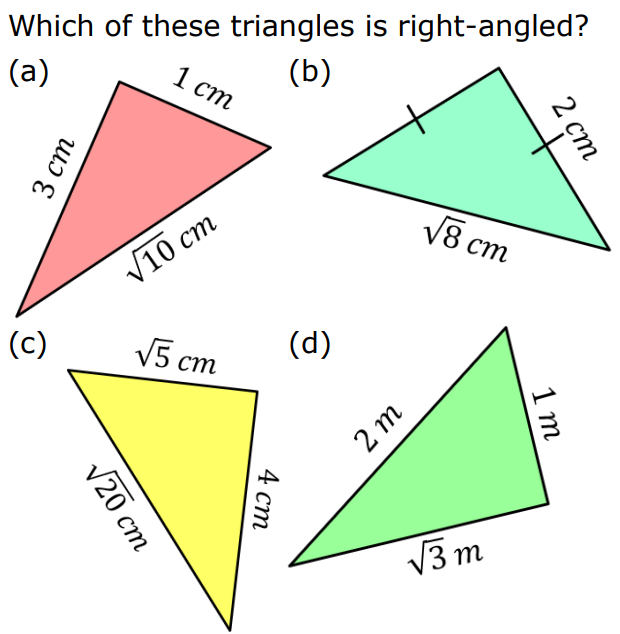 Which of these triangles is right-angled?
(a)
1 cm
3 cm
√10 cm
(b)
2 cm
√8 cm
(c)
√5 cm
√20 cm
4 cm
(d)
2 m
1 m
√3 m